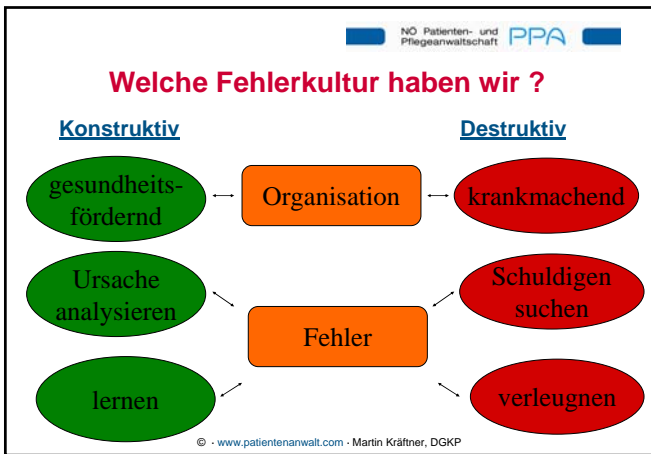 NÖ Patienten- und
Pflegeanwaltschaft
PPA
Welche Fehlerkultur haben wir ?
Konstruktiv
Destruktiv
gesundheits-
fördernd
Organisation
krankmachend
Ursache
analysieren
Schuldigen
suchen
Fehler
lernen
verleugnen
© · www.patientenanwalt.com · Martin Kräftner, DGKP